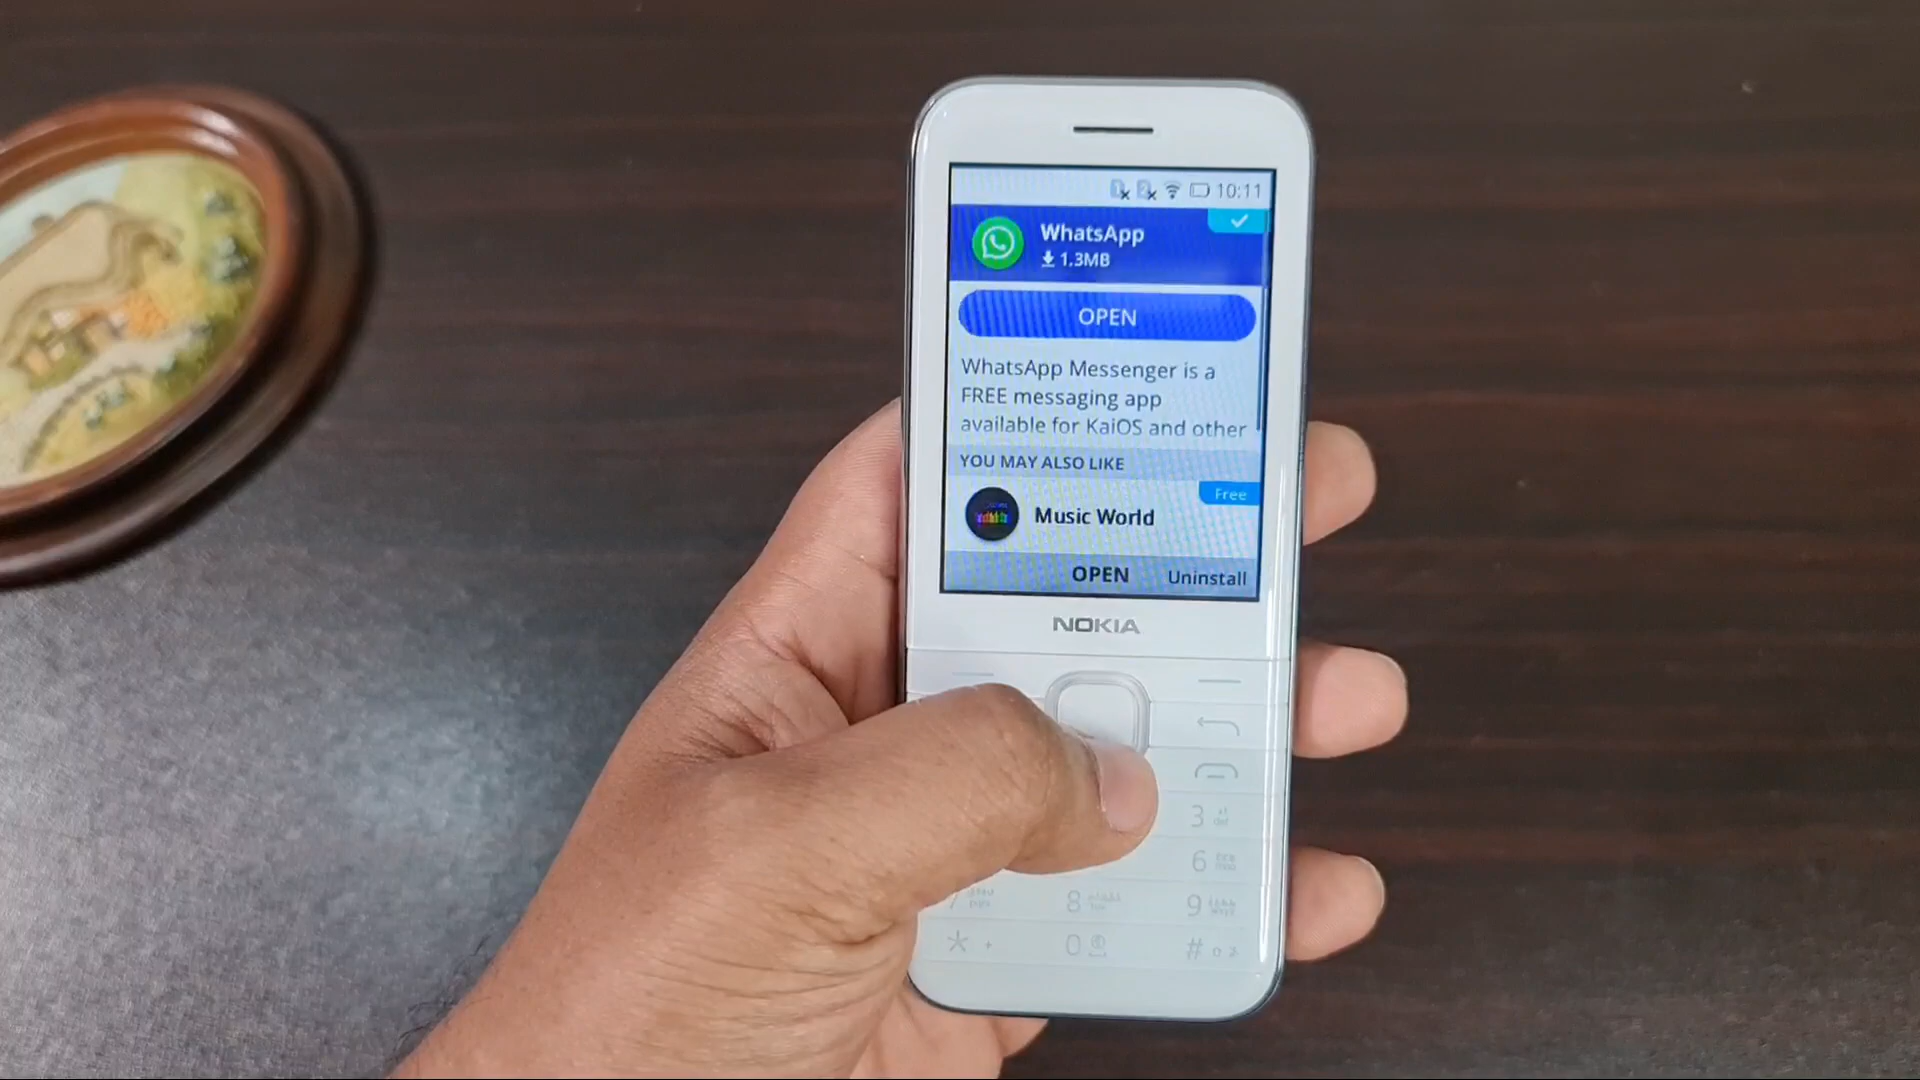 10:11
WhatsApp
1.3MB
OPEN
WhatsApp Messenger is a
FREE messaging app
available for KaiOS and other
YOU MAY ALSO LIKE
Free
Music World
OPEN Uninstall
NOKIA
3
6
7
8
9
* +
0
#